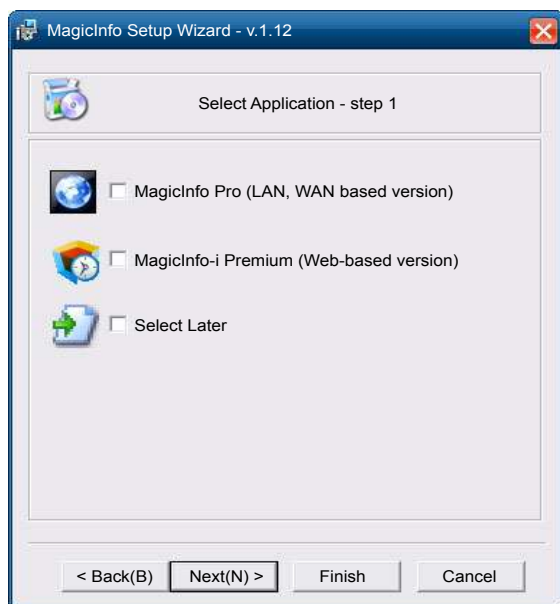 MagicInfo Setup Wizard - v.1.12
Select Application - step 1
MagicInfo Pro (LAN, WAN based version)
MagicInfo-i Premium (Web-based version)
Select Later
< Back(B) Next(N) > Finish Cancel